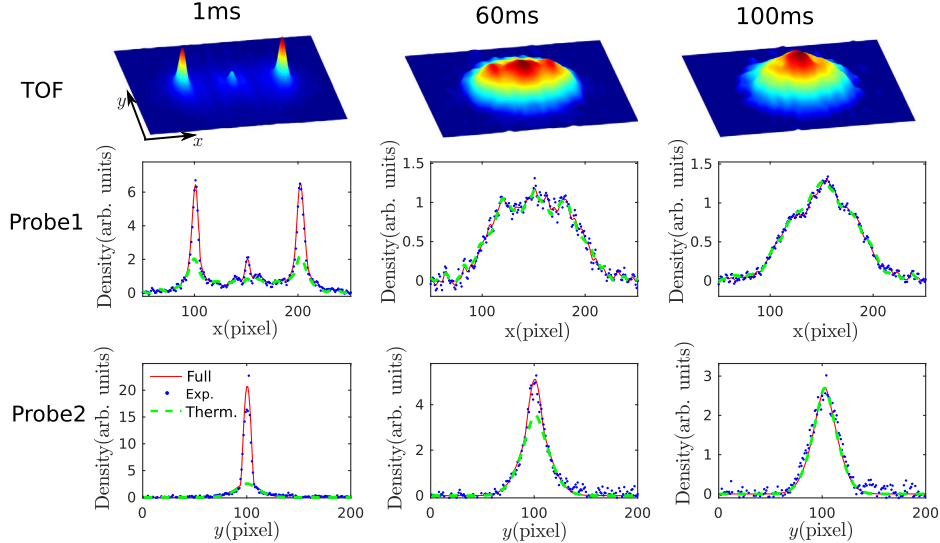 1ms 60ms 100ms
TOF
y
x
Probe1
Density(arb. units)
6
4
2
0
100 200
x(pixel)
Density(arb. units)
1.5
1
0.5
0
100 200
x(pixel)
Density(arb. units)
1.5
1
0.5
0
100 200
x(pixel)
Probe2
Density(arb. units)
20
15
10
5
0
0 100 200
y(pixel)
Full
Exp.
Therm.
Density(arb. units)
4
2
0
0 100 200
y(pixel)
Density(arb. units)
3
2
1
0
0 100 200
y(pixel)